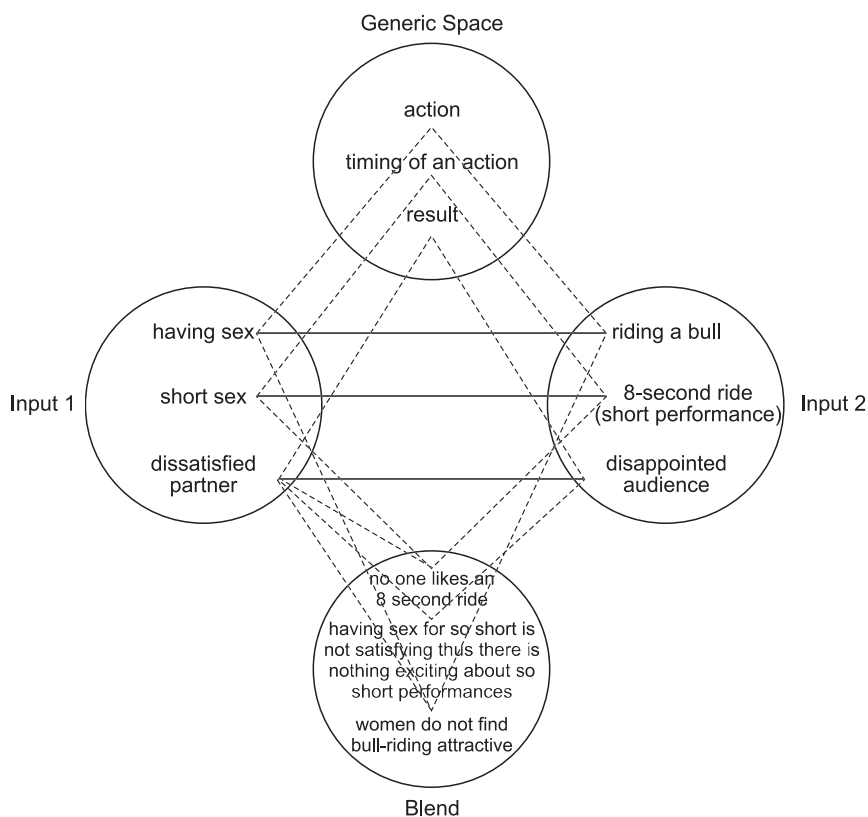 Generic Space
action
timing of an action
result
having sex
riding a bull
Input 1
short sex
8-second ride
(short performance)
Input 2
dissatisfied
partner
disappointed
audience
no one likes an
8 second ride
having sex for so short is
not satisfying thus there is
nothing exciting about so
short performances
women do not find
bull-riding attractive
Blend